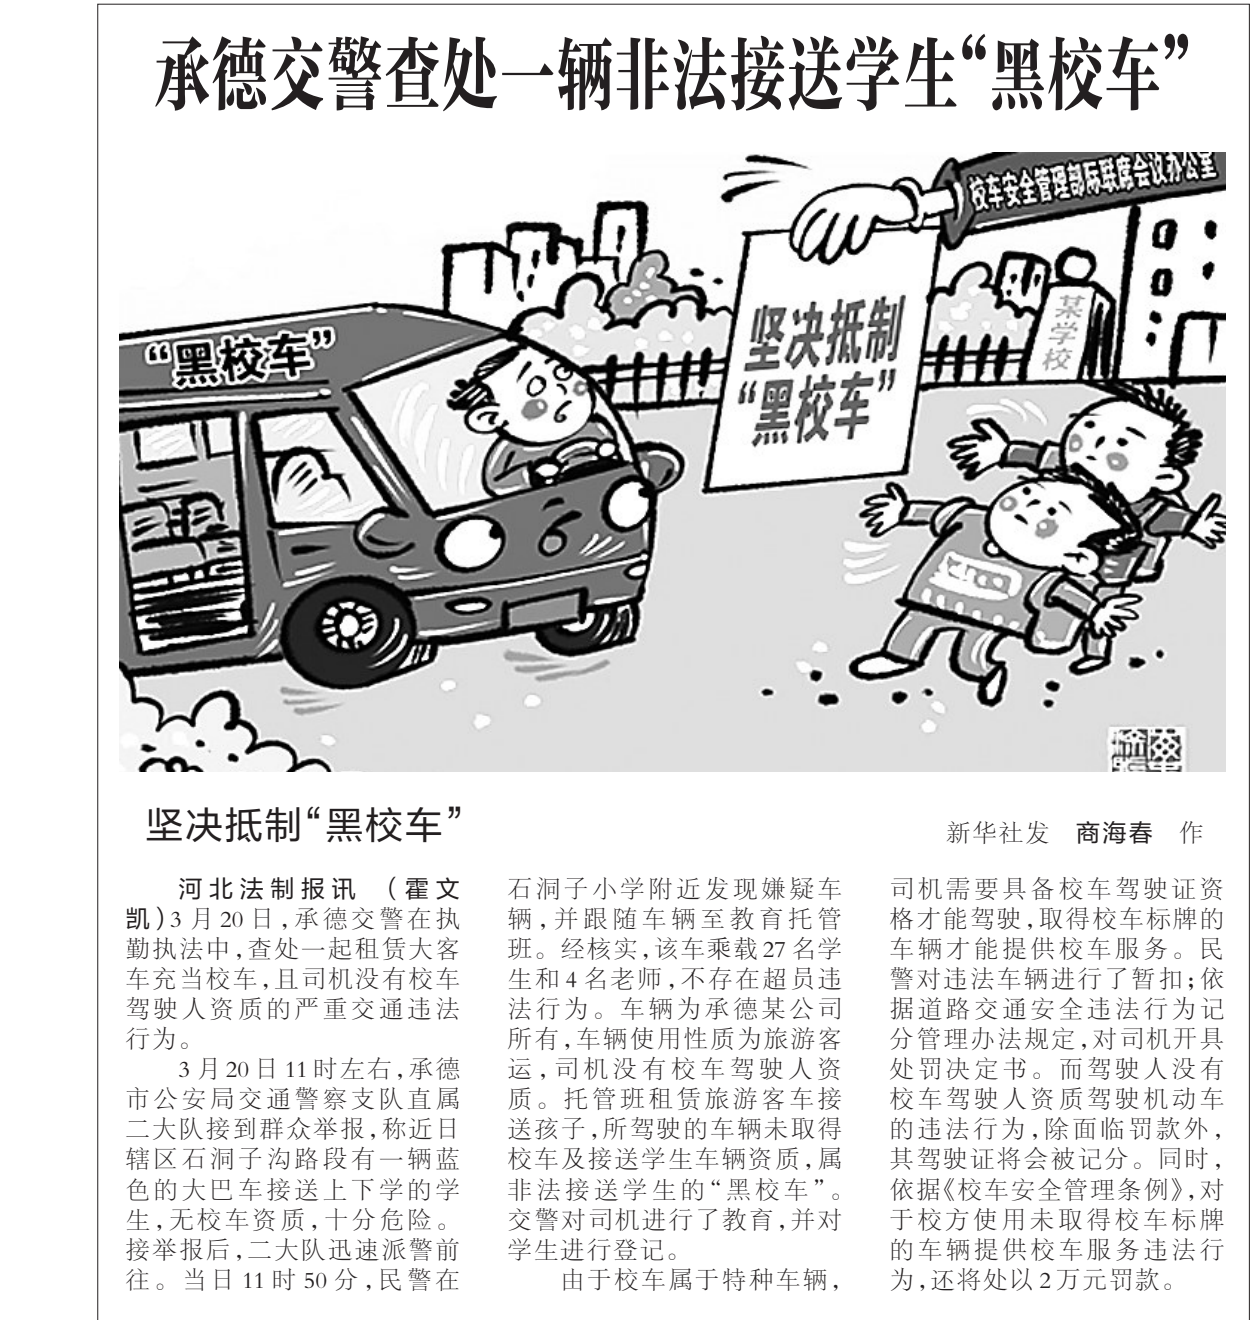 承德交警查处一辆非法接送学生“黑校车”
校车安全管理部际联席会议办公室
坚决抵制
“黑校车”
某学校
“黑校车”
坚决抵制“黑校车”
新华社发 商海春 作
河北法制报讯 （霍文
凯）3月20日，承德交警在执
勤执法中，查处一起租赁大客
车充当校车，且司机没有校车
驾驶人资质的严重交通违法
行为。
3月20日11时左右，承德
市公安局交通警察支队直属
二大队接到群众举报，称近日
辖区石洞子沟路段有一辆蓝
色的大巴车接送上下学的学
生，无校车资质，十分危险。
接举报后，二大队迅速派警前
往。当日11时50分，民警在
石洞子小学附近发现嫌疑车
辆，并跟随车辆至教育托管
班。经核实，该车乘载27名学
生和4名老师，不存在超员违
法行为。车辆为承德某公司
所有，车辆使用性质为旅游客
运，司机没有校车驾驶人资
质。托管班租赁旅游客车接
送孩子，所驾驶的车辆未取得
校车及接送学生车辆资质，属
非法接送学生的“黑校车”。
交警对司机进行了教育，并对
学生进行登记。
由于校车属于特种车辆，
司机需要具备校车驾驶证资
格才能驾驶，取得校车标牌的
车辆才能提供校车服务。民
警对违法车辆进行了暂扣；依
据道路交通安全违法行为记
分管理办法规定，对司机开具
处罚决定书。而驾驶人没有
校车驾驶人资质驾驶机动车
的违法行为，除面临罚款外，
其驾驶证将会被记分。同时，
依据《校车安全管理条例》，对
于校方使用未取得校车标牌
的车辆提供校车服务违法行
为，还将处以2万元罚款。